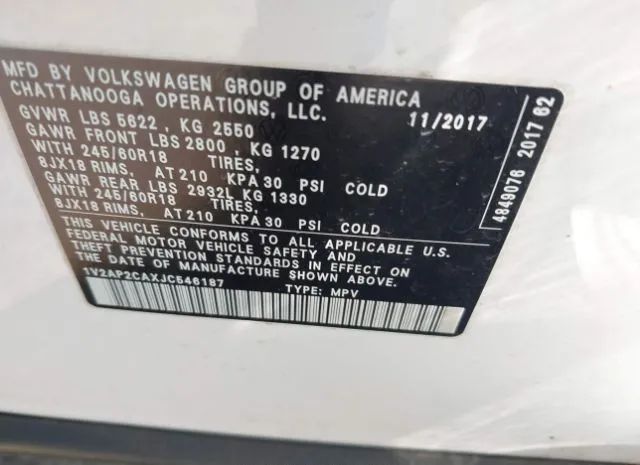 MFD BY VOLKSWAGEN GROUP OF AMERICA
CHATTANOOGA OPERATIONS, LLC.
11/2017
GVWR LBS 5622 , KG 2550
GAWR FRONT LBS 2800 , KG 1270
WITH 245/60R18 TIRES,
8JX18 RIMS, AT 210 KPA 30 PSI COLD
GAWR REAR LBS 2932L KG 1330
WITH 245/60R18 TIRES,
8JX18 RIMS, AT 210 KPA 30 PSI COLD
THIS VEHICLE CONFORMS TO ALL APPLICABLE U.S.
FEDERAL MOTOR VEHICLE SAFETY AND
THEFT PREVENTION STANDARDS IN EFFECT ON
THE DATE OF MANUFACTURE SHOWN ABOVE.
1V2AP2CAXJC546187 TYPE: MPV
4849076 2017 62